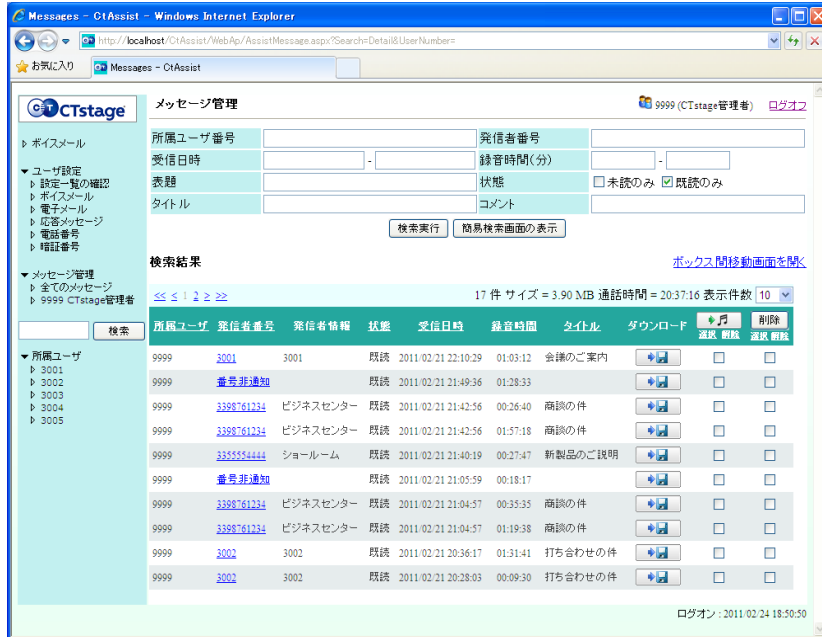 Messages - CtAssist - Windows Internet Explorer
http://localhost/CtAssist/WebAp/AssistMessage.aspx?Search=Detail&UserNumber=
お気に入り Messages - CtAssist
CTstage
メッセージ管理 9999 (CTstage管理者) ログオフ
ボイスメール
ユーザ設定
設定一覧の確認
ボイスメール
電子メール
応答メッセージ
電話番号
暗証番号
メッセージ管理
全てのメッセージ
9999 CTstage管理者
検索
所属ユーザ
3001
3002
3003
3004
3005
所属ユーザ番号 発信者番号
受信日時 - 録音時間(分) -
表題 状態 未読のみ 既読のみ
タイトル コメント
検索実行 簡易検索画面の表示
検索結果 ボックス間移動画面を開く
<< < 1 2 > >> 17 件 サイズ = 3.90 MB 通話時間 = 20:37:16 表示件数 10
所属ユーザ 発信者番号 発信者情報 状態 受信日時 録音時間 タイトル ダウンロード 選択 解除 削除 選択 解除
9999 3001 3001 既読 2011/02/21 22:10:29 01:03:12 会議のご案内
9999 番号非通知 既読 2011/02/21 21:49:36 01:28:33
9999 3398761234 ビジネスセンター 既読 2011/02/21 21:42:56 00:26:40 商談の件
9999 3398761234 ビジネスセンター 既読 2011/02/21 21:42:56 01:57:18 商談の件
9999 3355554444 ショールーム 既読 2011/02/21 21:40:19 00:27:47 新製品のご説明
9999 番号非通知 既読 2011/02/21 21:05:59 00:18:17
9999 3398761234 ビジネスセンター 既読 2011/02/21 21:04:57 00:35:35 商談の件
9999 3398761234 ビジネスセンター 既読 2011/02/21 21:04:57 01:19:38 商談の件
9999 3002 3002 既読 2011/02/21 20:36:17 01:31:41 打ち合わせの件
9999 3002 3002 既読 2011/02/21 20:28:03 00:09:30 打ち合わせの件
ログオン : 2011/02/24 18:50:50